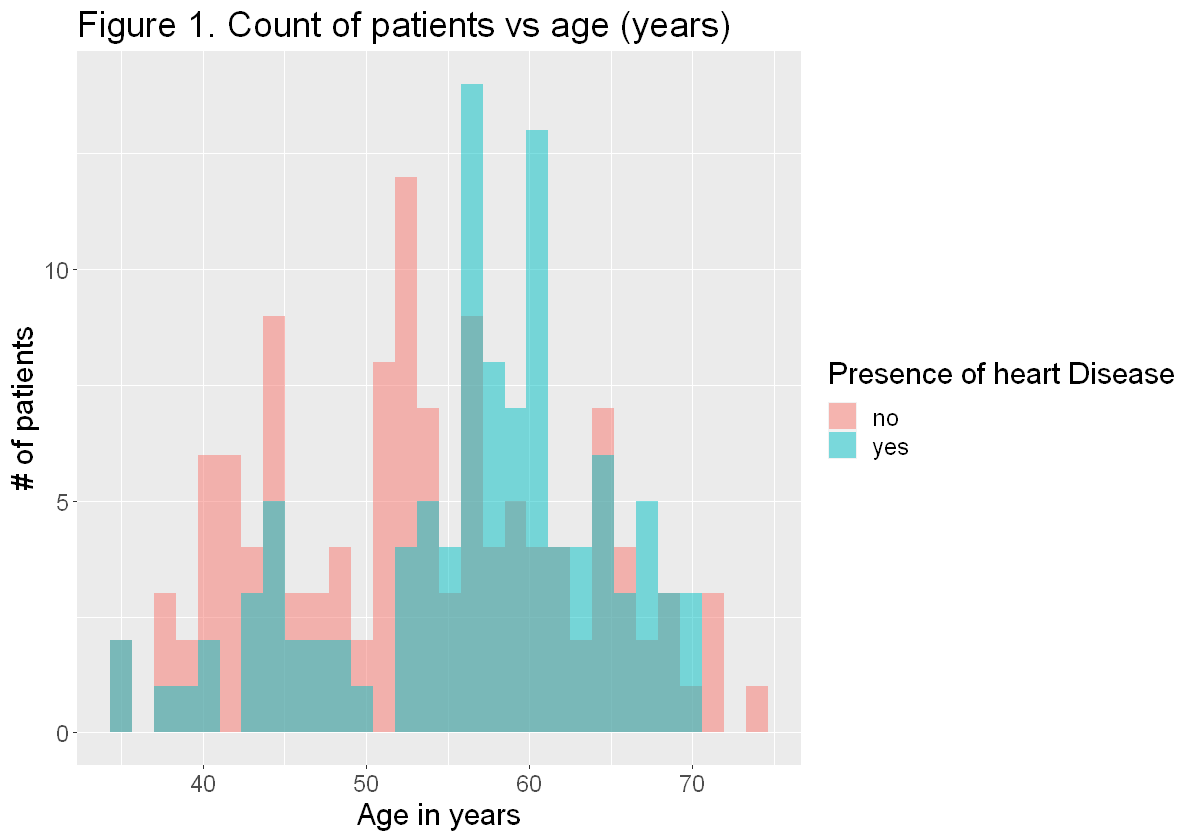 Figure 1. Count of patients vs age (years)
# of patients
10
5
0
40 50 60 70
Age in years
Presence of heart Disease
no
yes